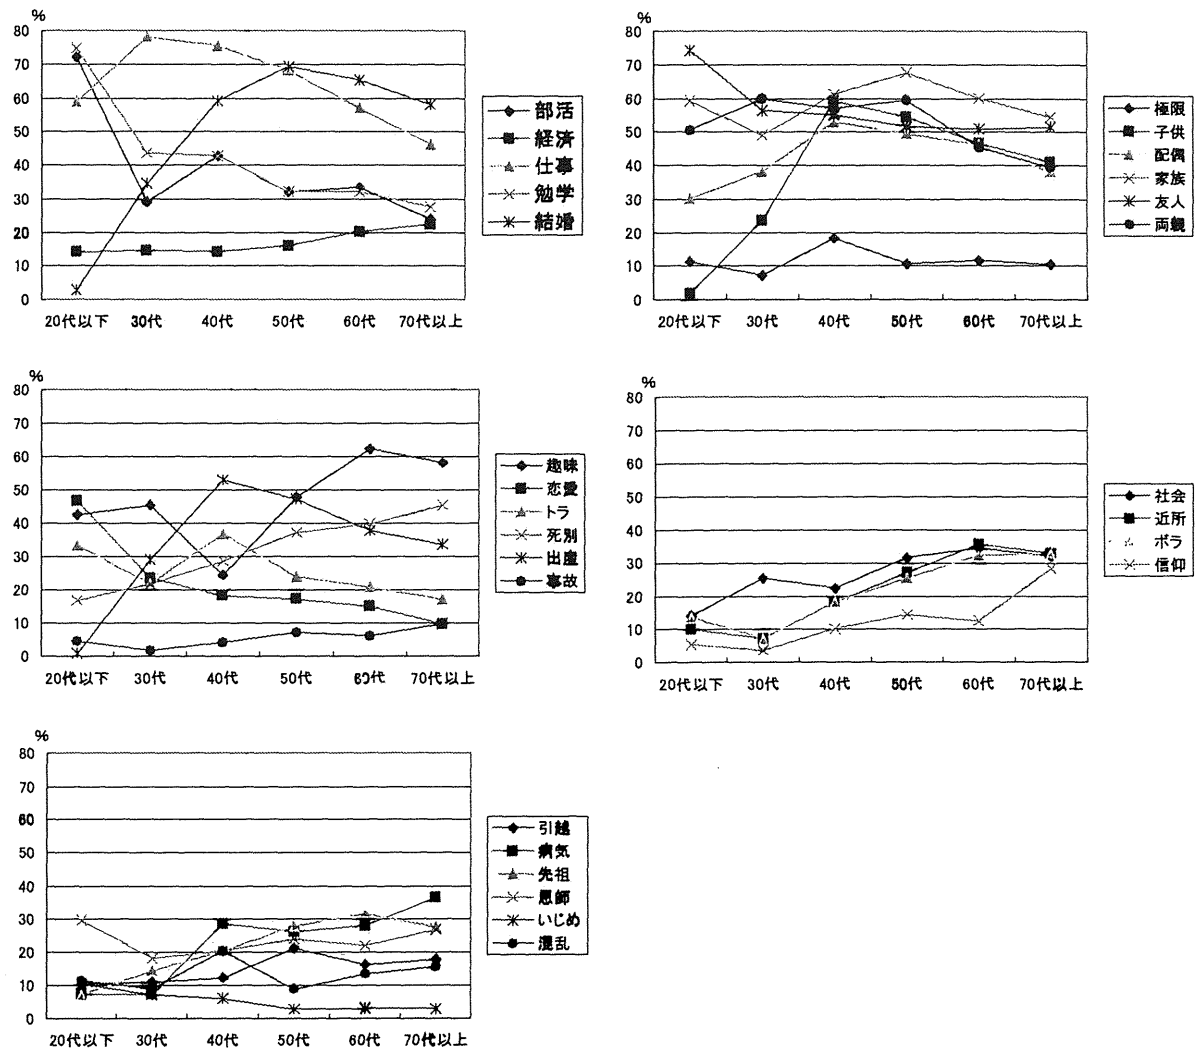 %
80
70
60
50
40
30
20
10
0
20代以下 30代 40代 50代 60代 70代以上
部活
経済
仕事
勉学
結婚
%
80
70
60
50
40
30
20
10
0
20代以下 30代 40代 50代 60代 70代以上
極限
子供
配偶
家族
友人
両親
%
80
70
60
50
40
30
20
10
0
20代以下 30代 40代 50代 60代 70代以上
趣味
恋愛
トラ
死別
出産
事故
%
80
70
60
50
40
30
20
10
0
20代以下 30代 40代 50代 60代 70代以上
社会
近所
ボラ
信仰
%
80
70
60
50
40
30
20
10
0
20代以下 30代 40代 50代 60代 70代以上
引越
病気
先祖
恩師
いじめ
混乱